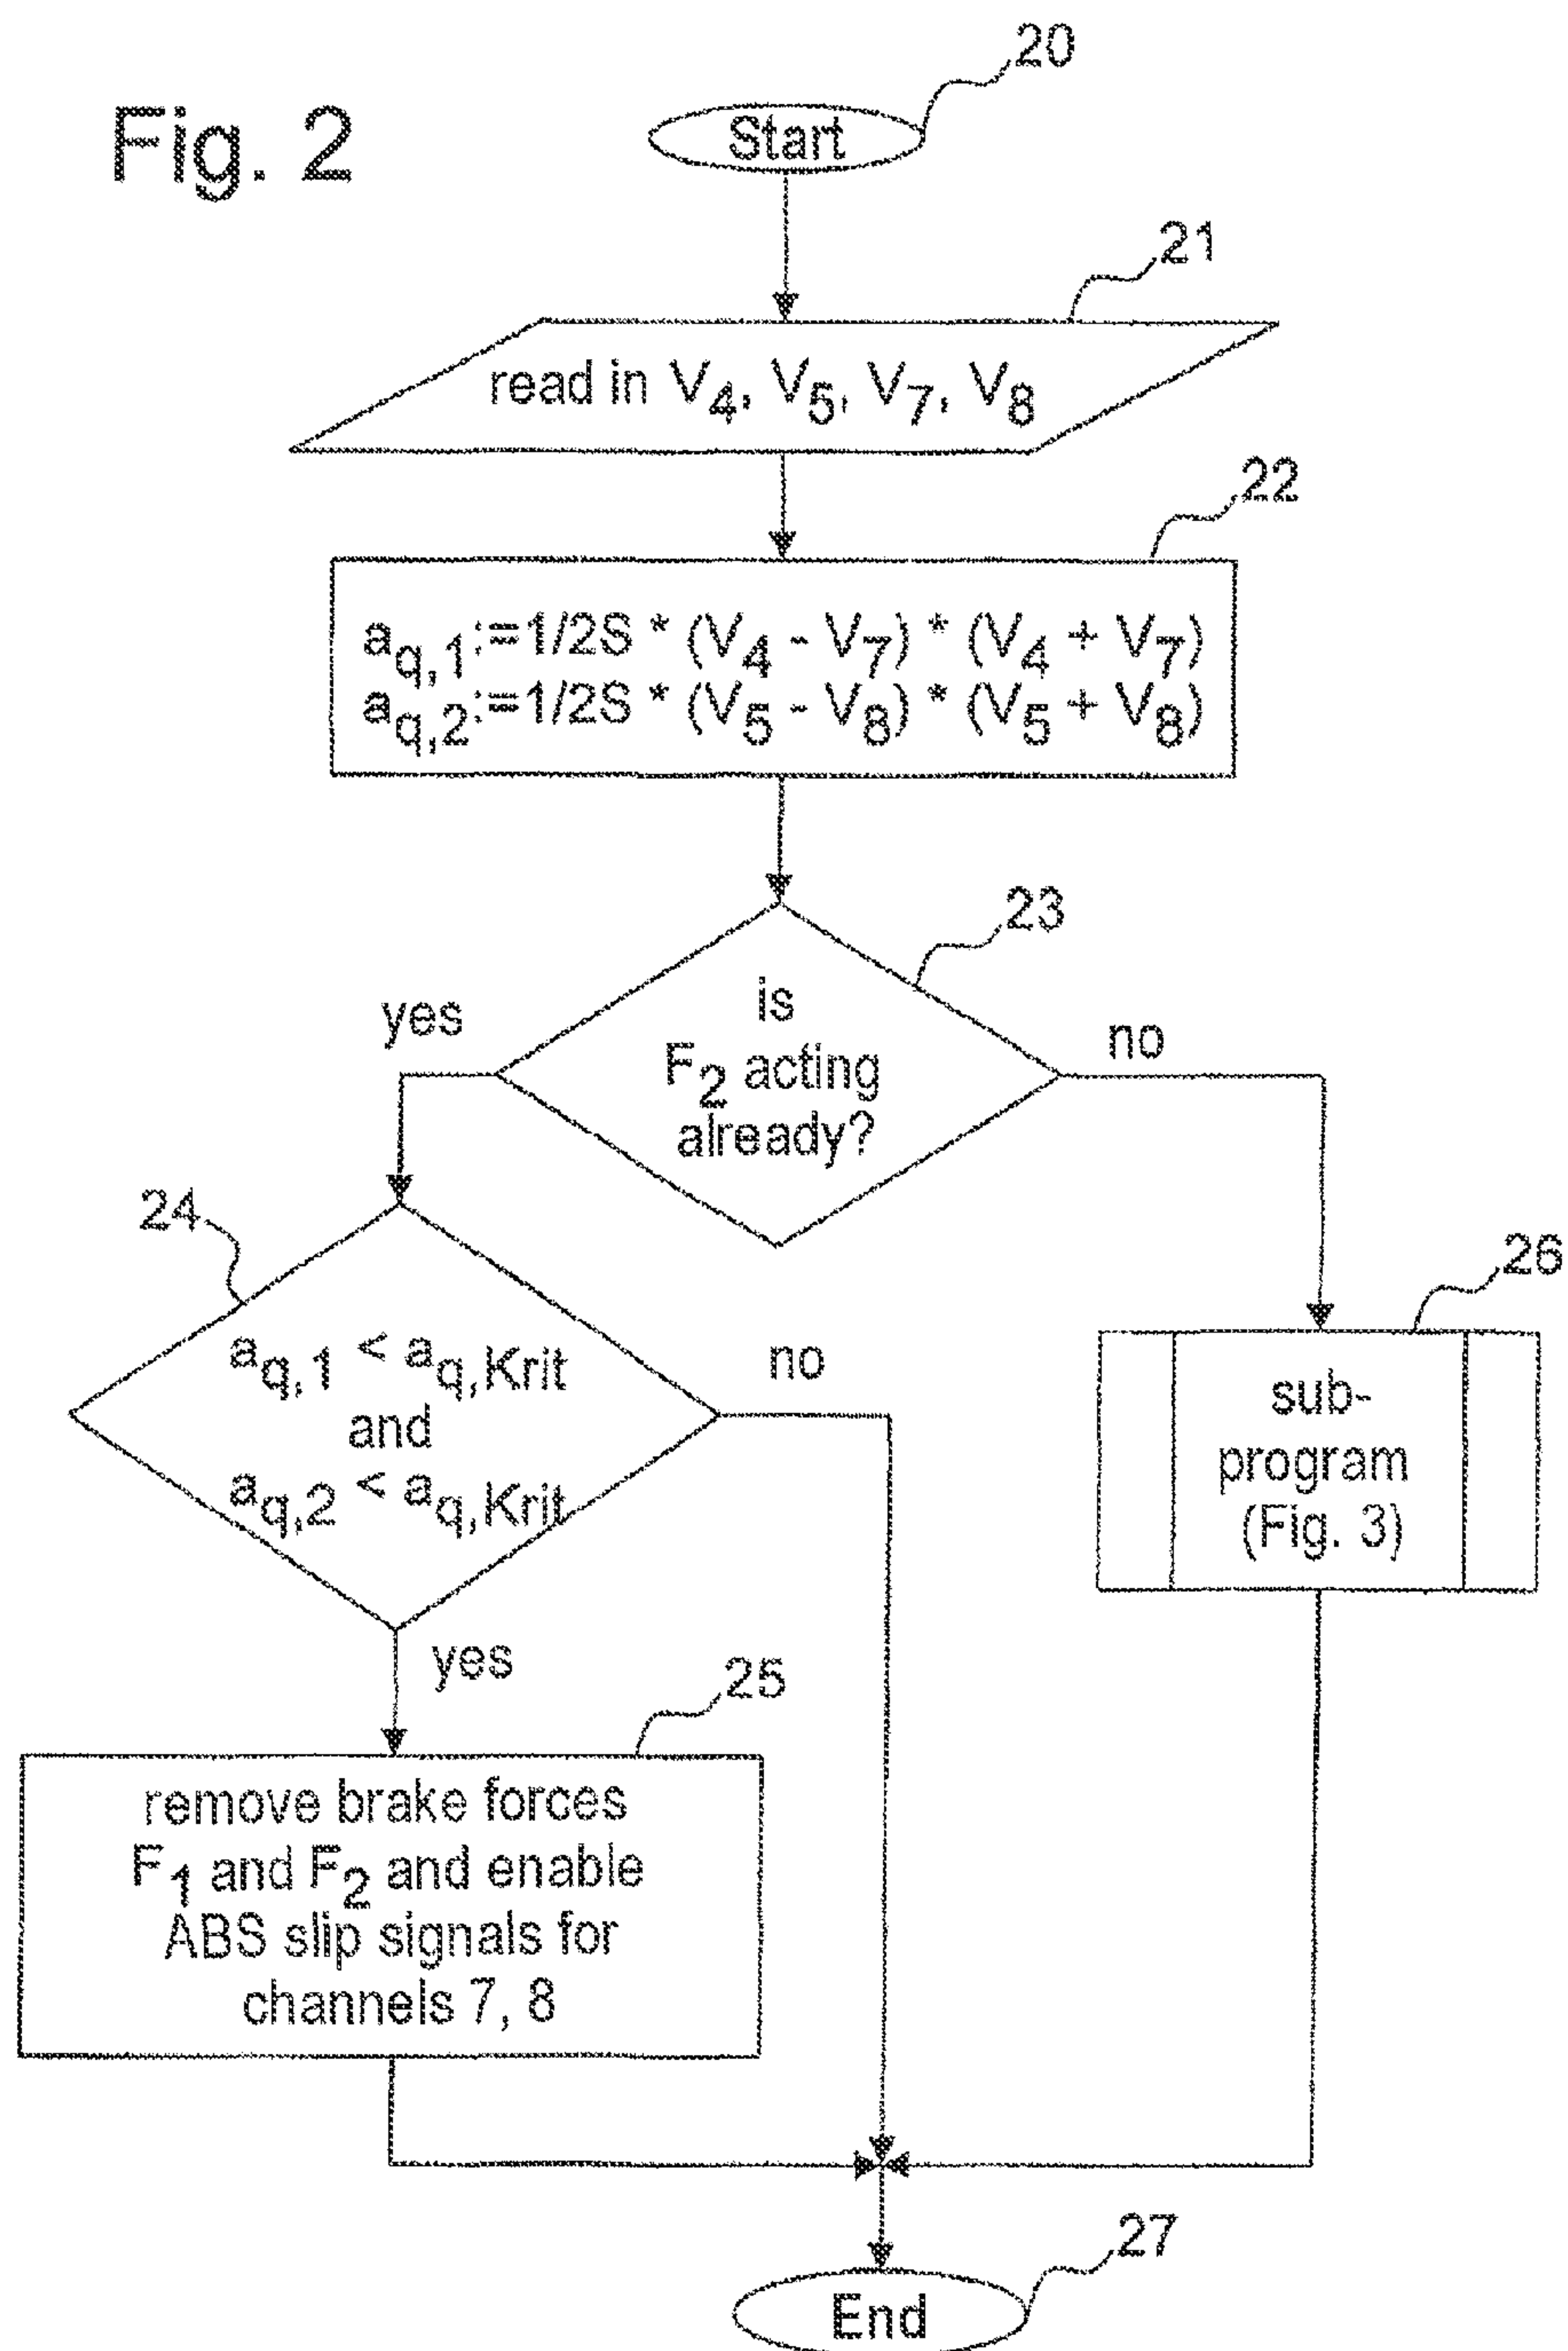 Fig. 2
20
Start
21
read in V4, V5, V7, V8
22
aq,1:=1/2S * (V4 - V7) * (V4 + V7)
aq,2:=1/2S * (V5 - V8) * (V5 + V8)
23
is
F2 acting
already?
yes
no
24
aq,1 < aq,Krit
and
aq,2 < aq,Krit
no
yes
26
sub-
program
(Fig. 3)
25
remove brake forces
F1 and F2 and enable
ABS slip signals for
channels 7, 8
27
End